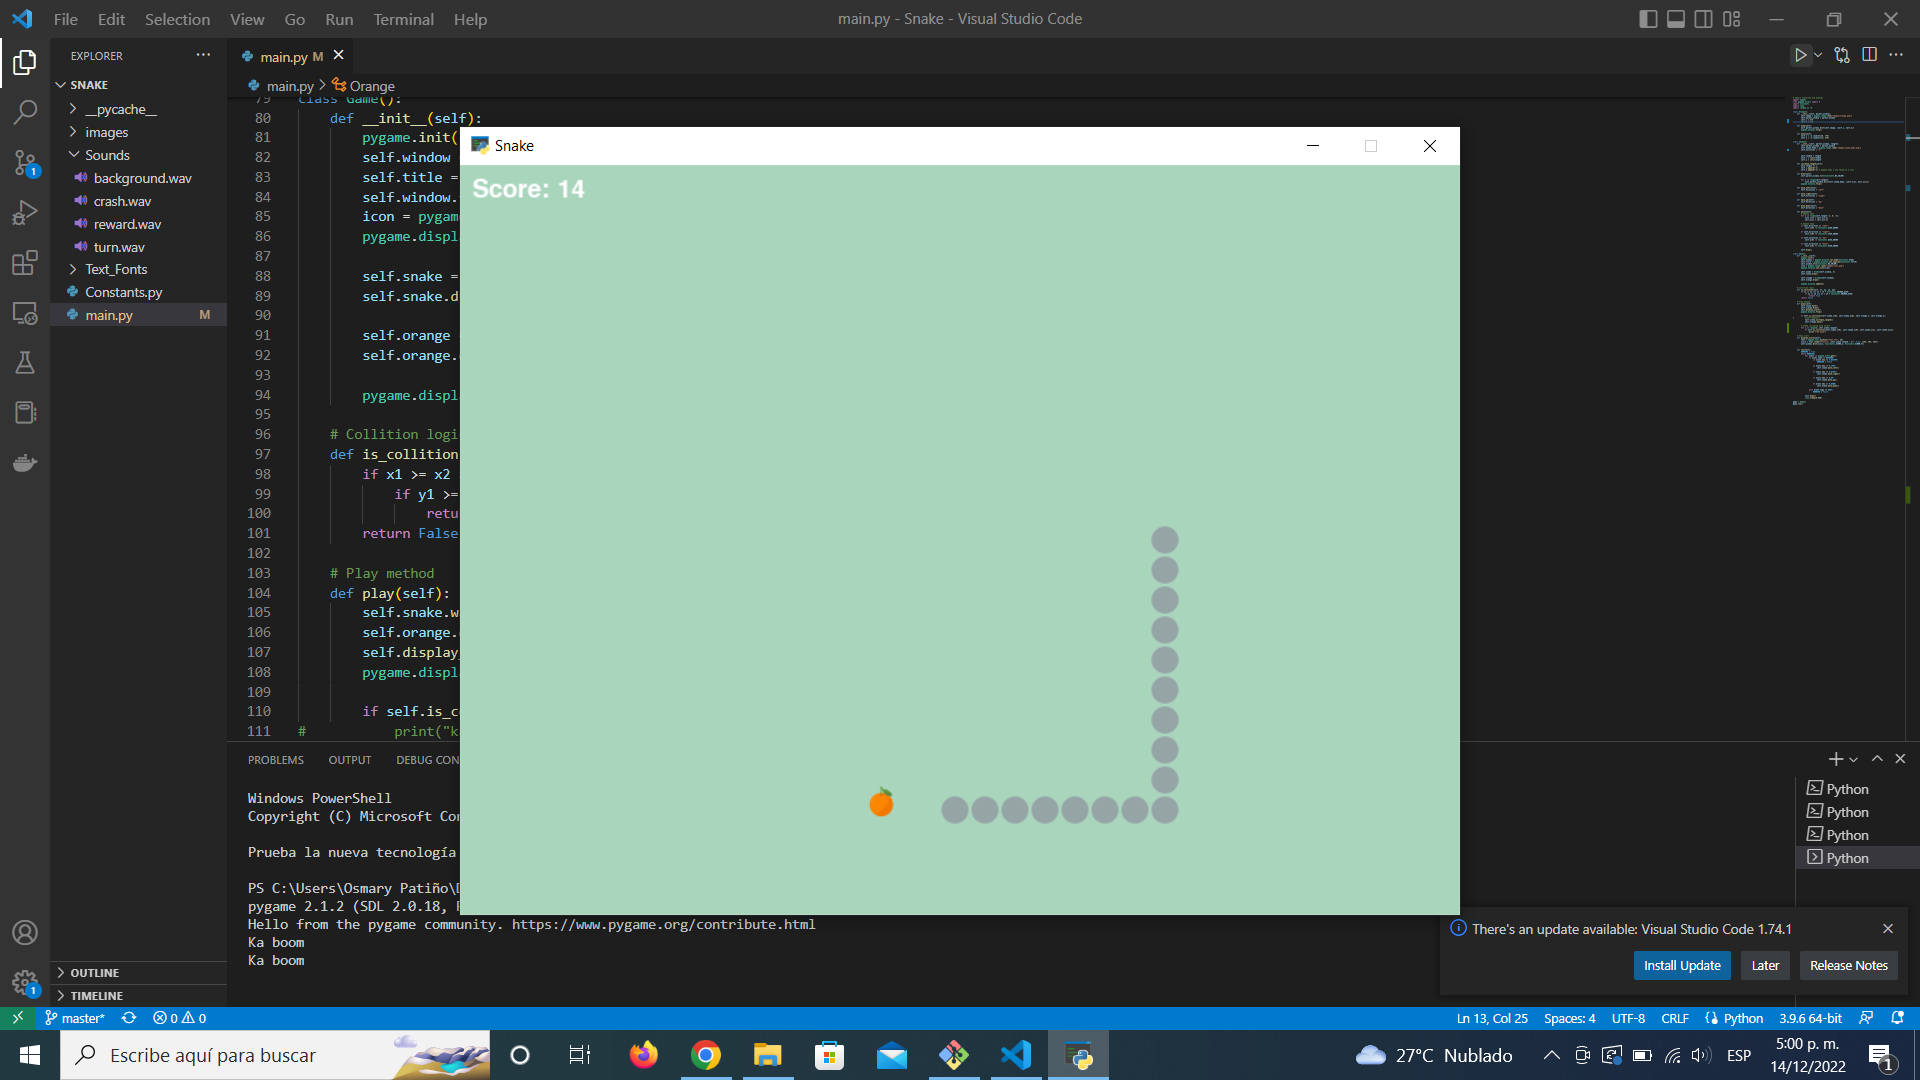 File Edit Selection View Go Run Terminal Help
main.py - Snake - Visual Studio Code
EXPLORER
main.py M
SNAKE
main.py > Orange
__pycache__
images
Sounds
background.wav
crash.wav
reward.wav
turn.wav
Text_Fonts
Constants.py
main.py M
79 class Game():
80 def __init__(self):
81 pygame.init(
82 self.window
83 self.title =
84 self.window.
85 icon = pygam
86 pygame.displ
87
88 self.snake =
89 self.snake.d
90
91 self.orange
92 self.orange.
93
94 pygame.displ
95
96 # Collition logi
97 def is_collition
98 if x1 >= x2
99 if y1 >=
100 retu
101 return False
102
103 # Play method
104 def play(self):
105 self.snake.w
106 self.orange.
107 self.display_
108 pygame.displ
109
110 if self.is_c
111 # print("k
Snake
Score: 14
PROBLEMS OUTPUT DEBUG CON
Windows PowerShell
Copyright (C) Microsoft Cor
Prueba la nueva tecnología
PS C:\Users\Osmary Patiño\D
pygame 2.1.2 (SDL 2.0.18,
Hello from the pygame community. https://www.pygame.org/contribute.html
Ka boom
Ka boom
Python
Python
Python
Python
There's an update available: Visual Studio Code 1.74.1
Install Update Later Release Notes
OUTLINE
TIMELINE
1
1
master* 0 0
Ln 13, Col 25 Spaces: 4 UTF-8 CRLF Python 3.9.6 64-bit
Escribe aquí para buscar
27°C Nublado
ESP
5:00 p. m.
14/12/2022
1